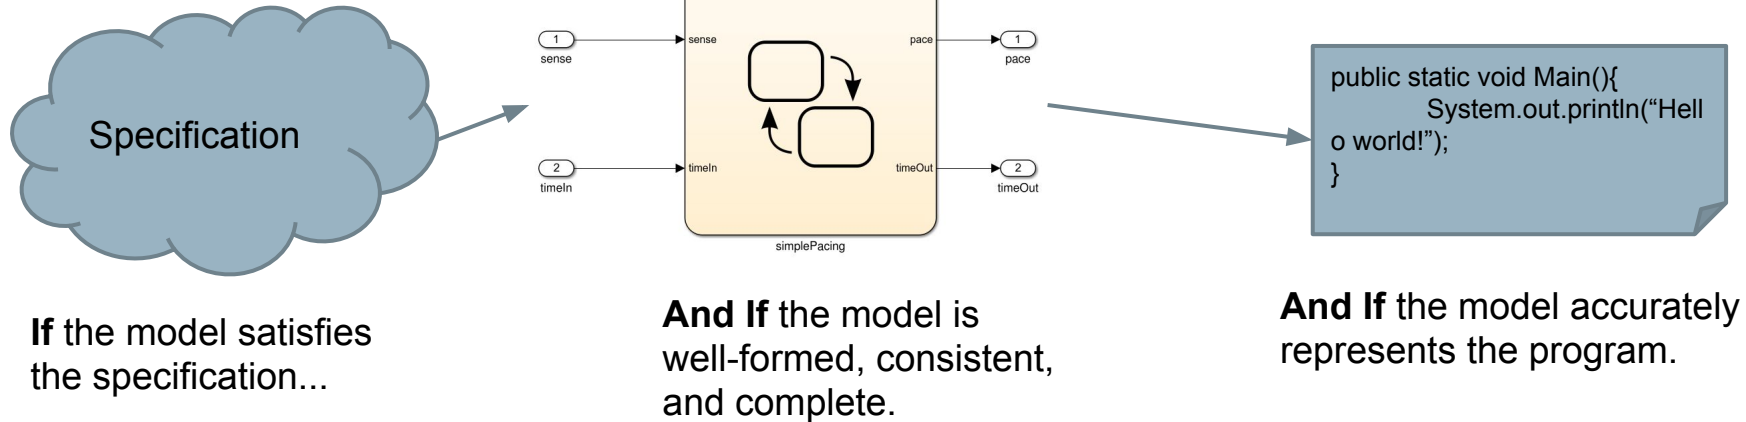 Specification
1
sense
2
timeIn
sense
pace
timeIn
timeOut
simplePacing
1
pace
2
timeOut
public static void Main(){
System.out.println(“Hell
o world!”);
}
If the model satisfies
the specification...
And If the model is
well-formed, consistent,
and complete.
And If the model accurately
represents the program.